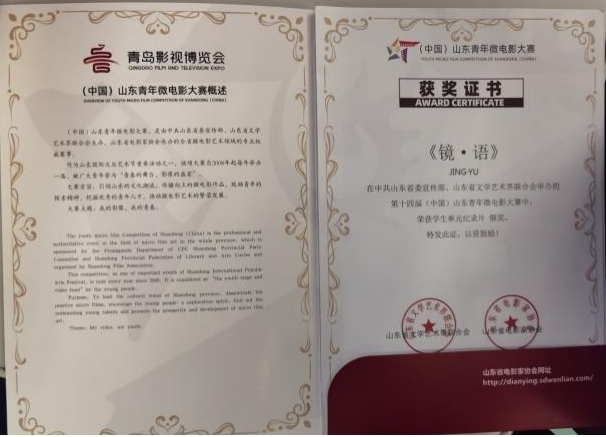 青岛影视博览会
QINGDAO FILM AND TELEVISION EXPO
(中国)山东青年微电影大赛概述
OVERVIEW OF YOUTH MICRO FILM COMPETITION OF SHANDONG (CHINA)
(中国)山东青年微电影大赛,是由中共山东省委宣传部、山东省文学
艺术界联合会主办、山东省电影家协会承办的全省微电影艺术领域的专业权
威赛事。
作为山东国际大众艺术节重要活动之一,该项大赛自2008年起每年举办
一届,被广大青年誉为"青春的舞台,影像的盛宴"
大赛宗旨:引领山东的文化潮流,传播向上的微电影作品,鼓励青年的
探索精神,挖掘优秀的青年人才,推动微电影艺术的繁荣发展。
大赛主题:我的影像,我的青春。
The youth micro film Competition of Shandong (China) is the professional and
authoritative event in the field of micro film art in the whole province, which is
sponsored by the Propaganda Department of CPC Shandong Provincial Party
Committee and Shandong Provincial Federation of Literary and Arts Circles and
organized by Shandong Film Association.
This competition, as one of important events of Shandong International Popular
Arts Festival, is held every year since 2008. It is considered as "the youth stage and
video feast" by the young people.
Purpose: To lead the cultural trend of Shandong province, disseminate the
positive micro films, encourage the young people's exploration spirit, find out the
outstanding young talents and promote the prosperity and development of micro film
art.
Theme: My video, my youth.
(中国)山东青年微电影大赛
YOUTH MICRO FILM COMPETITION OF SHANDONG (CHINA)
获奖证书
AWARD CERTIFICATE
《镜·语》
JING·YU
在中共山东省委宣传部、山东省文学艺术界联合会举办的
第十四届(中国)山东青年微电影大赛中,
荣获学生单元纪录片 铜奖。
特发此证,以资鼓励!
山东省文学艺术界联合会
山东省电影家协会
山东省电影家协会网址
http://dianying.sdwenlian.com/